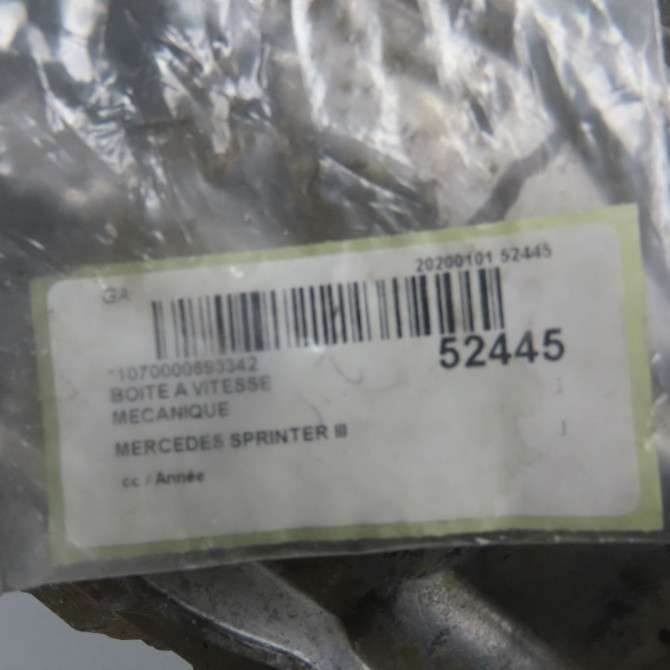 20200101 52445
GA
52445
*1070000693342
BOITE A VITESSE
MECANIQUE
MERCEDES SPRINTER III
cc / Année